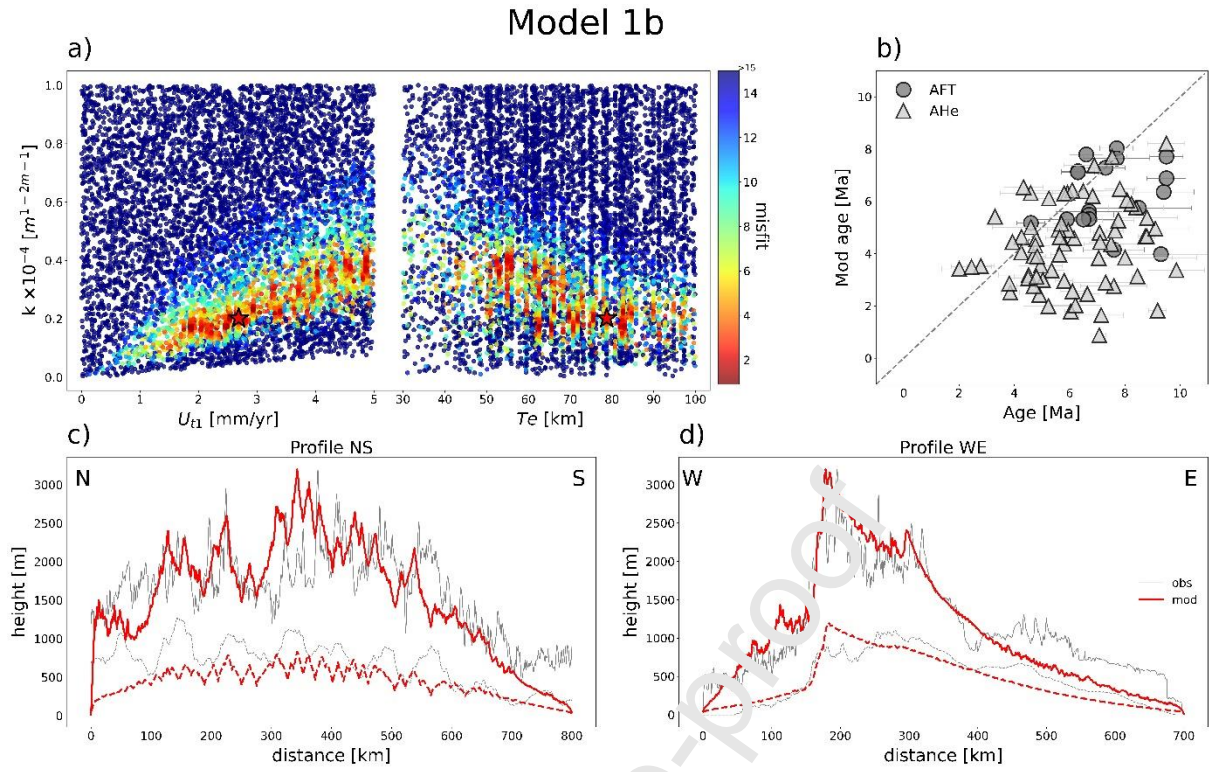 Model 1b
a)
k ×10⁻⁴ [m¹⁻²ᵐ⁻¹]
1.0
0.8
0.6
0.4
0.2
0.0
0 1 2 3 4 5
U_{t1} [mm/yr]
30 40 50 60 70 80 90 100
Te [km]
>15
14
12
10
8
6
4
2
misfit
b)
AFT
AHe
Mod age [Ma]
10
8
6
4
2
0
0 2 4 6 8 10
Age [Ma]
c)
Profile NS
N S
height [m]
3000
2500
2000
1500
1000
500
0
0 100 200 300 400 500 600 700 800
distance [km]
d)
Profile WE
W E
obs
mod
height [m]
3000
2500
2000
1500
1000
500
0
0 100 200 300 400 500 600 700
distance [km]
-proof